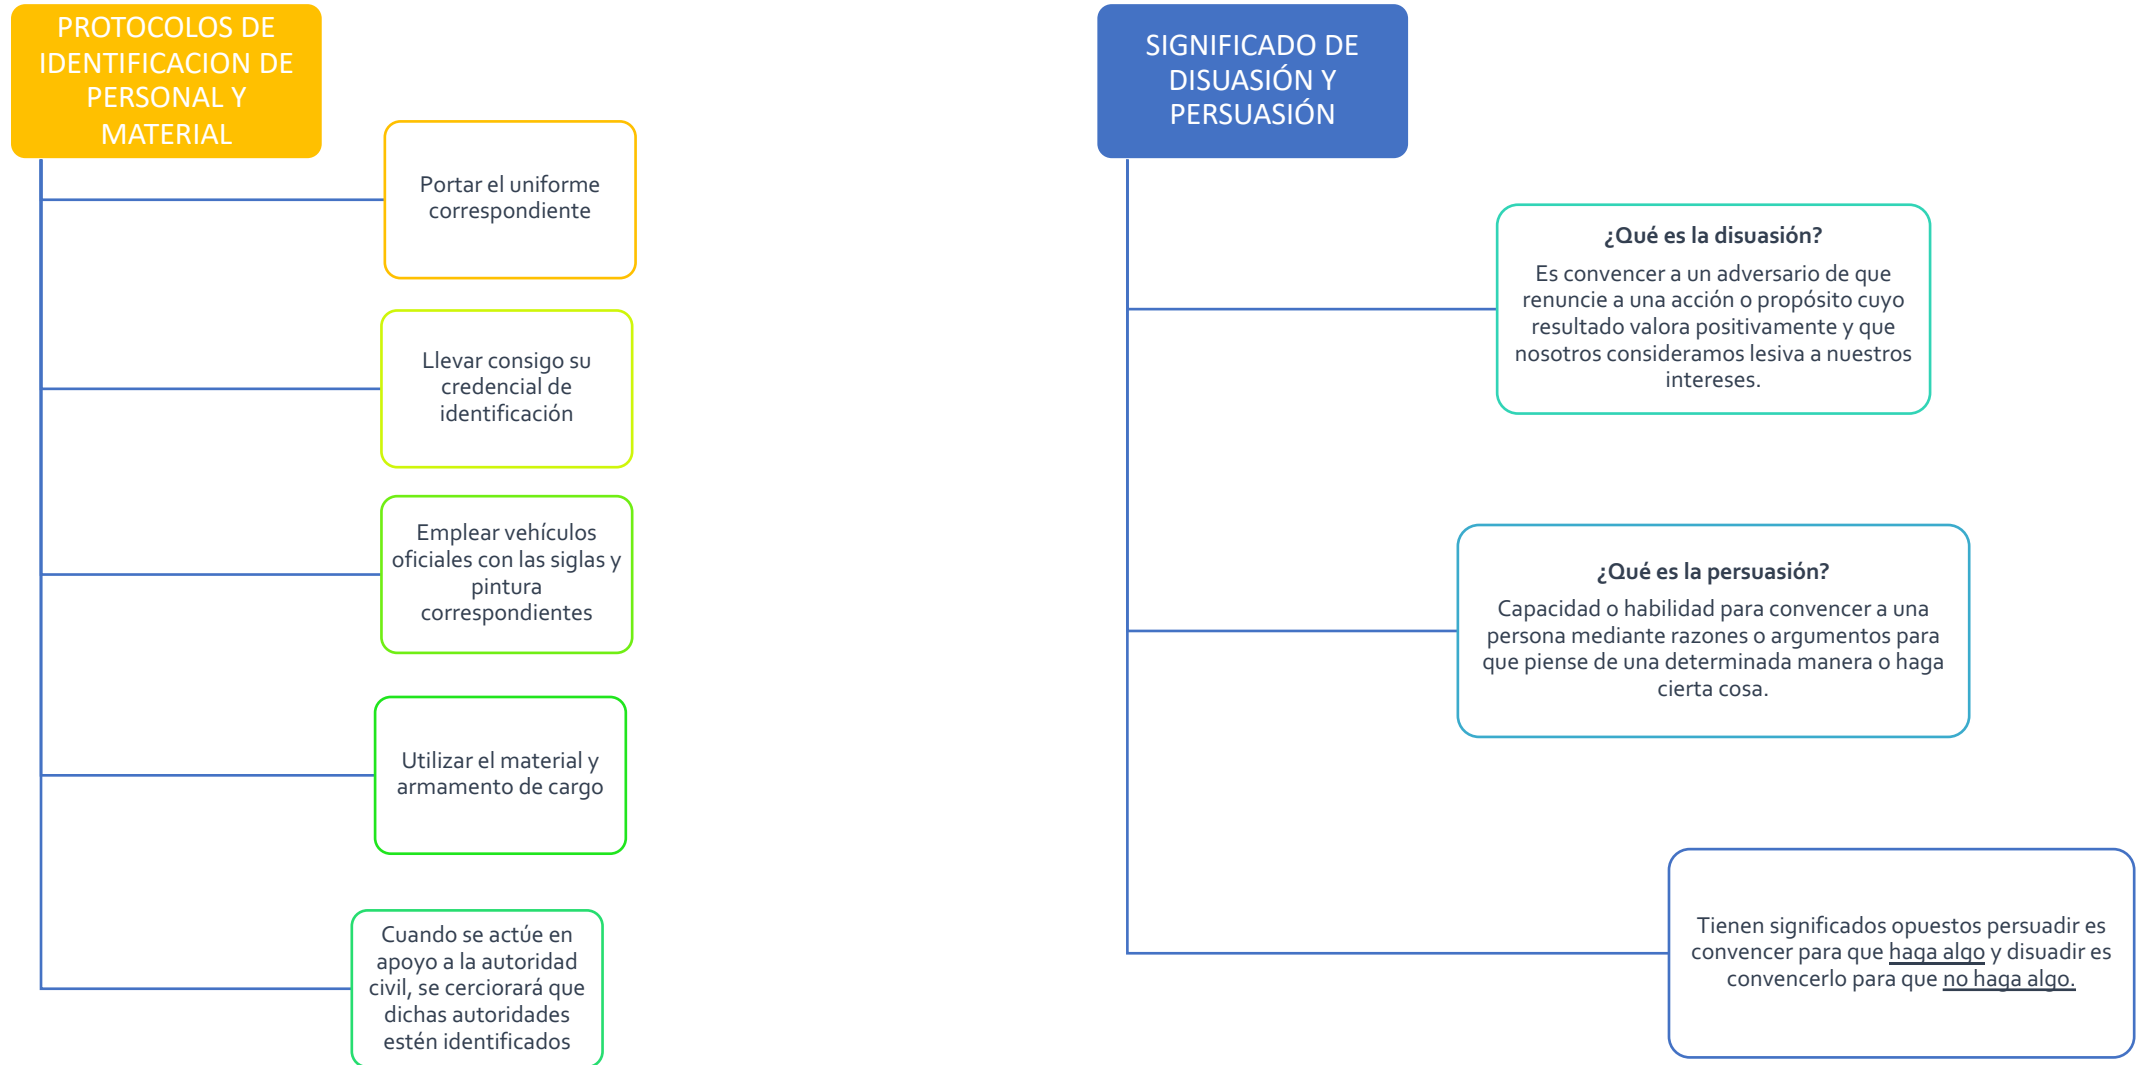 PROTOCOLOS DE
IDENTIFICACION DE
PERSONAL Y
MATERIAL
Portar el uniforme
correspondiente
Llevar consigo su
credencial de
identificación
Emplear vehículos
oficiales con las siglas y
pintura
correspondientes
Utilizar el material y
armamento de cargo
Cuando se actúe en
apoyo a la autoridad
civil, se cerciorará que
dichas autoridades
estén identificados
SIGNIFICADO DE
DISUASIÓN Y
PERSUASIÓN
¿Qué es la disuasión?
Es convencer a un adversario de que
renuncie a una acción o propósito cuyo
resultado valora positivamente y que
nosotros consideramos lesiva a nuestros
intereses.
¿Qué es la persuasión?
Capacidad o habilidad para convencer a una
persona mediante razones o argumentos para
que piense de una determinada manera o haga
cierta cosa.
Tienen significados opuestos persuadir es
convencer para que haga algo y disuadir es
convencerlo para que no haga algo.